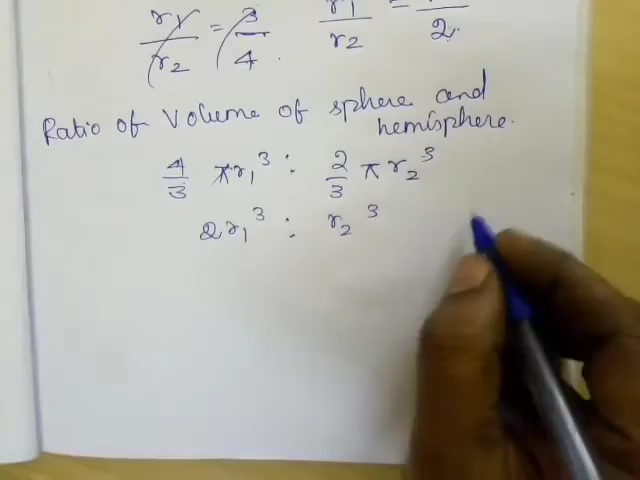 r1/r2 = 3/4. r1/r2 = /2.
Ratio of Volume of sphere and
hemisphere.
4/3 πr₁³ : 2/3 πr₂³
2r₁³ : r₂³